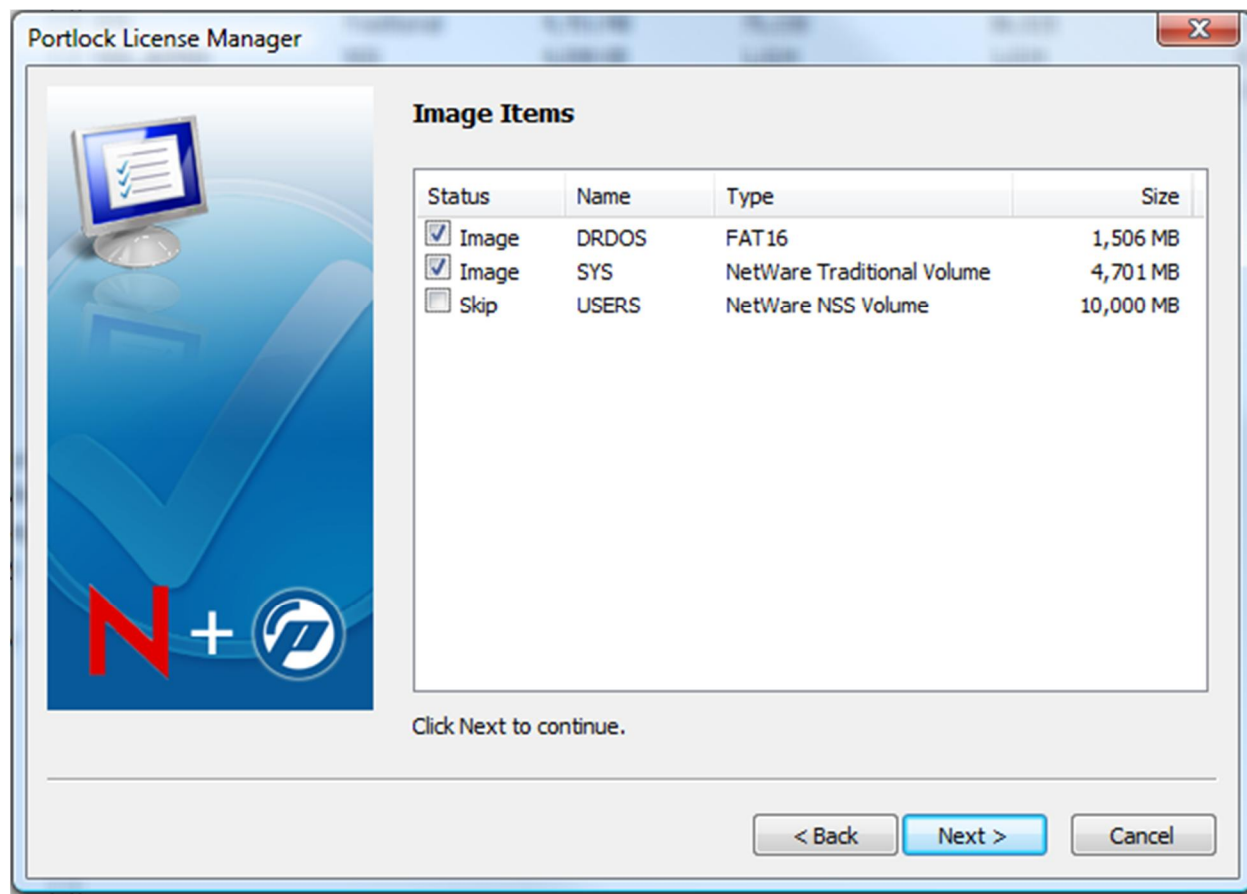 Portlock License Manager
Image Items
Status Name Type Size
Image DRDOS FAT16 1,506 MB
Image SYS NetWare Traditional Volume 4,701 MB
Skip USERS NetWare NSS Volume 10,000 MB
N +
Click Next to continue.
< Back Next > Cancel